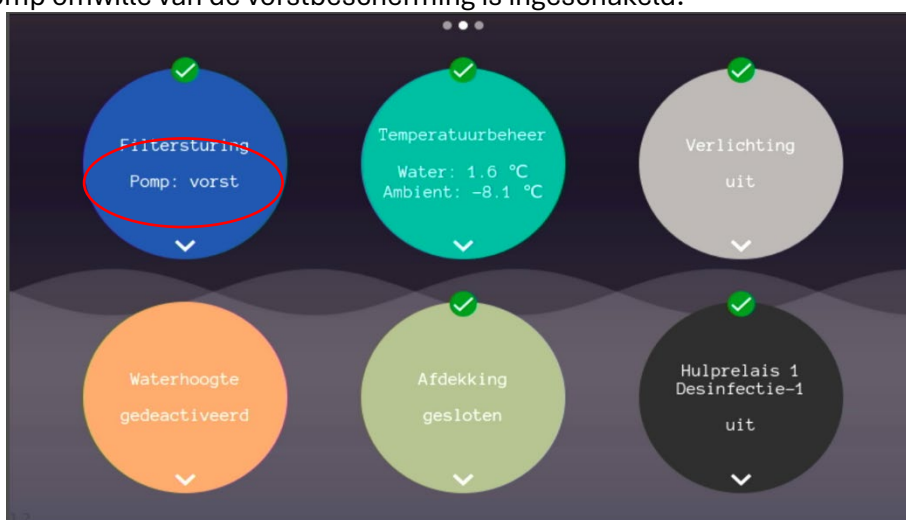 omp omwille van de vorstbescherming is ingeschakeld:
Filtersturing
Pomp: vorst
Temperatuurbeheer
Water: 1.6 °C
Ambient: -8.1 °C
Verlichting
uit
Waterhoogte
gedeactiveerd
Afdekking
gesloten
Hulprelais 1
Desinfectie-1
uit